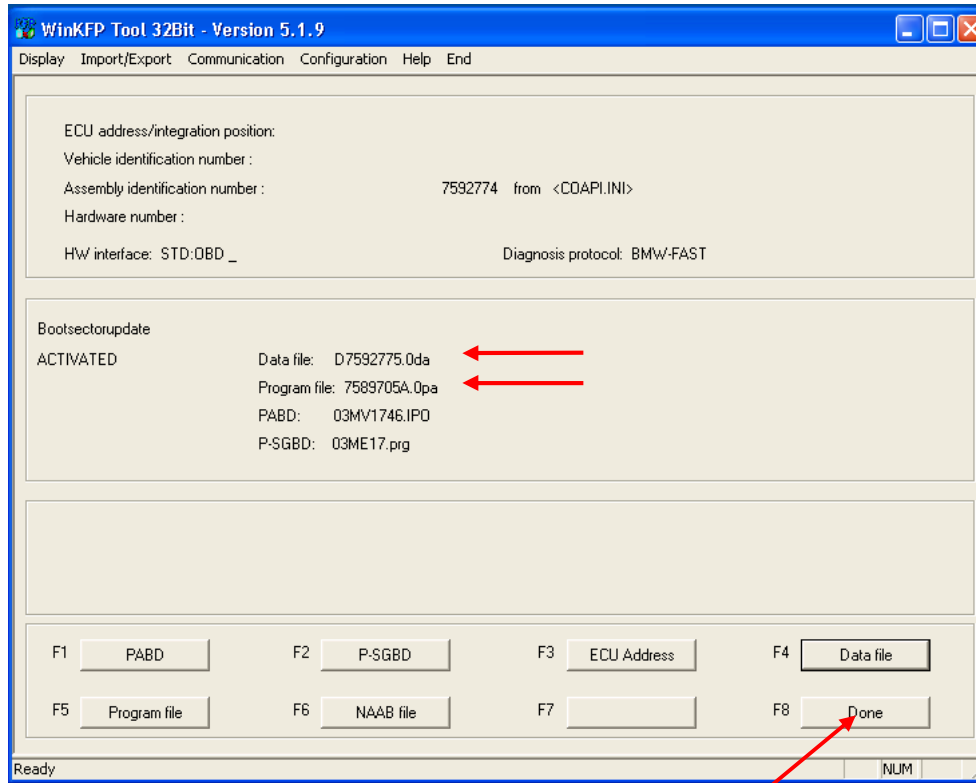 WinKFP Tool 32Bit - Version 5.1.9
Display Import/Export Communication Configuration Help End
ECU address/integration position:
Vehicle identification number :
Assembly identification number : 7592774 from <COAPI.INI>
Hardware number :
HW interface: STD:OBD _ Diagnosis protocol: BMW-FAST
Bootsectorupdate
ACTIVATED Data file: D7592775.0da
Program file: 7589705A.0pa
PABD: 03MV1746.IPO
P-SGBD: 03ME17.prg
F1 PABD F2 P-SGBD F3 ECU Address F4 Data file
F5 Program file F6 NAAB file F7 F8 Done
Ready NUM